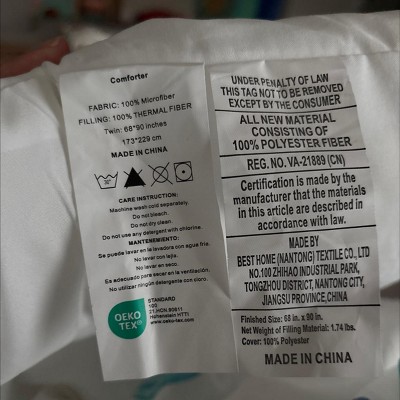 Comforter
FABRIC: 100% Microfiber
FILLING: 100% THERMAL FIBER
Twin: 68*90 inches
173*229 cm
MADE IN CHINA
CARE INSTRUCTION:
Machine wash cold separately.
Do not bleach.
Do not dry clean.
Do not use any detergent with chlorine.
MANTENEMIENTO:
Se puede lavar en la lavadora con agua fria.
No lavar con lejia.
No lavar en seco.
Es adecuado para secar en la ventilación.
No utilizar ningún detergente con cloro.
OEKO
TEX®
STANDARD
100
21.HCN.80811
Hohenstein HTTI
www.oeko-tex.com
UNDER PENALTY OF LAW
THIS TAG NOT TO BE REMOVED
EXCEPT BY THE CONSUMER
ALL NEW MATERIAL
CONSISTING OF
100% POLYESTER FIBER
REG. NO. VA-21889 (CN)
Certification is made by the
manufacturer that the materials
in this article are described in
accordance with law.
MADE BY
BEST HOME (NANTONG) TEXTILE CO., LTD
NO.100 ZHIHAO INDUSTRIAL PARK,
TONGZHOU DISTRICT, NANTONG CITY,
JIANGSU PROVINCE,CHINA
Finished Size: 68 in. x 90 in.
Net Weight of Filling Material: 1.74 lbs.
Cover: 100% Polyester
MADE IN CHINA